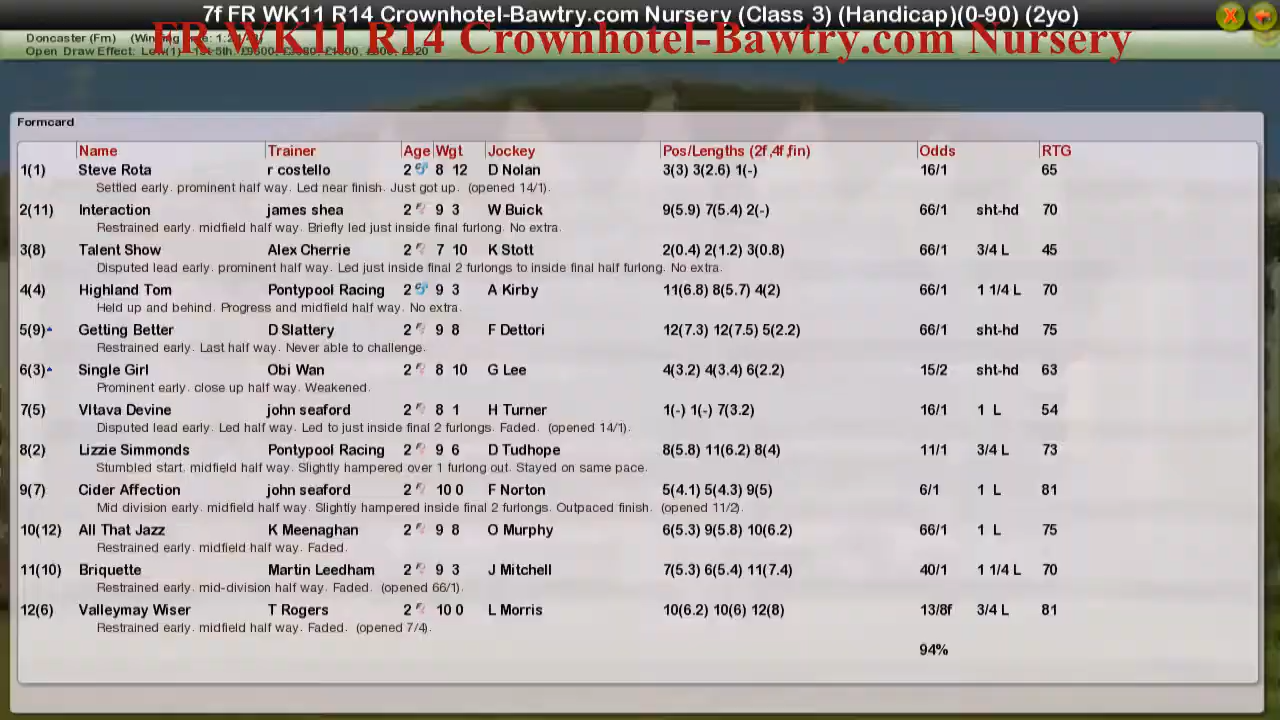 7f FR WK11 R14 Crownhotel-Bawtry.com Nursery (Class 3) (Handicap)(0-90) (2yo)
FR WK11 R14 Crownhotel-Bawtry.com Nursery
Doncaster (Fm) (Winning
Open Draw Effect:
Formcard
Name Trainer Age Wgt Jockey Pos/Lengths (2f,4f,fin) Odds RTG
1(1) Steve Rota r costello 2 8 12 D Nolan 3(3) 3(2.6) 1(-) 16/1 65
Settled early. prominent half way. Led near finish. Just got up. (opened 14/1).
2(11) Interaction james shea 2 9 3 W Buick 9(5.9) 7(5.4) 2(-) 66/1 sht-hd 70
Restrained early. midfield half way. Briefly led just inside final furlong. No extra.
3(8) Talent Show Alex Cherrie 2 7 10 K Stott 2(0.4) 2(1.2) 3(0.8) 66/1 3/4 L 45
Disputed lead early. prominent half way. Led just inside final 2 furlongs to inside final half furlong. No extra.
4(4) Highland Tom Pontypool Racing 2 9 3 A Kirby 11(6.8) 8(5.7) 4(2) 66/1 1 1/4 L 70
Held up and behind. Progress and midfield half way. No extra.
5(9) Getting Better D Slattery 2 9 8 F Dettori 12(7.3) 12(7.5) 5(2.2) 66/1 sht-hd 75
Restrained early. Last half way. Never able to challenge.
6(3) Single Girl Obi Wan 2 8 10 G Lee 4(3.2) 4(3.4) 6(2.2) 15/2 sht-hd 63
Prominent early. close up half way. Weakened.
7(5) Vltava Devine john seaford 2 8 1 H Turner 1(-) 1(-) 7(3.2) 16/1 1 L 54
Disputed lead early. Led half way. Led to just inside final 2 furlongs. Faded. (opened 14/1).
8(2) Lizzie Simmonds Pontypool Racing 2 9 6 D Tudhope 8(5.8) 11(6.2) 8(4) 11/1 3/4 L 73
Stumbled start. midfield half way. Slightly hampered over 1 furlong out. Stayed on same pace.
9(7) Cider Affection john seaford 2 10 0 F Norton 5(4.1) 5(4.3) 9(5) 6/1 1 L 81
Mid division early. midfield half way. Slightly hampered inside final 2 furlongs. Outpaced finish. (opened 11/2).
10(12) All That Jazz K Meenaghan 2 9 8 O Murphy 6(5.3) 9(5.8) 10(6.2) 66/1 1 L 75
Restrained early. midfield half way. Faded.
11(10) Briquette Martin Leedham 2 9 3 J Mitchell 7(5.3) 6(5.4) 11(7.4) 40/1 1 1/4 L 70
Restrained early. mid-division half way. Faded. (opened 66/1).
12(6) Valleymay Wiser T Rogers 2 10 0 L Morris 10(6.2) 10(6) 12(8) 13/8f 3/4 L 81
Restrained early. midfield half way. Faded. (opened 7/4).
94%